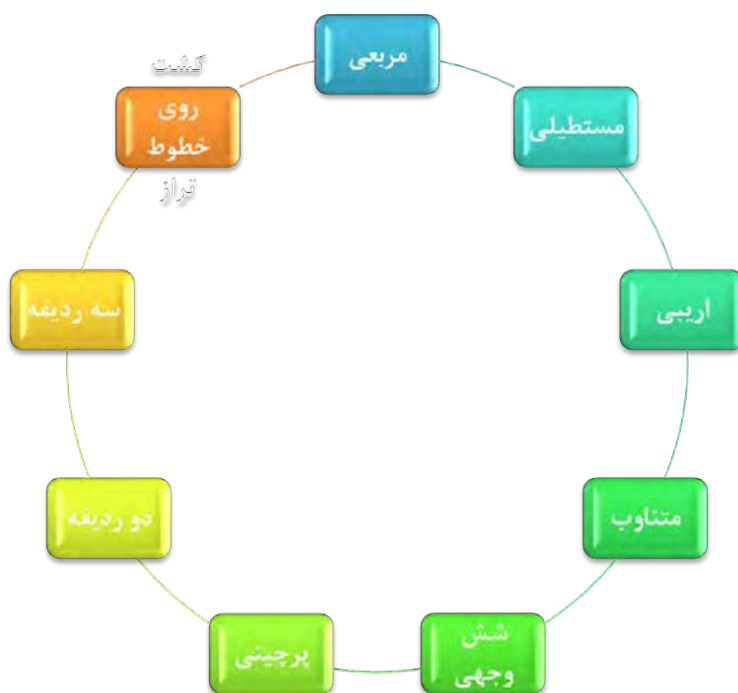 مربعی
مستطیلی
اریبی
متناوب
شش
وجهی
پرچینی
دو ردیفه
سه ردیفه
کشت
روی
خطوط
تراز